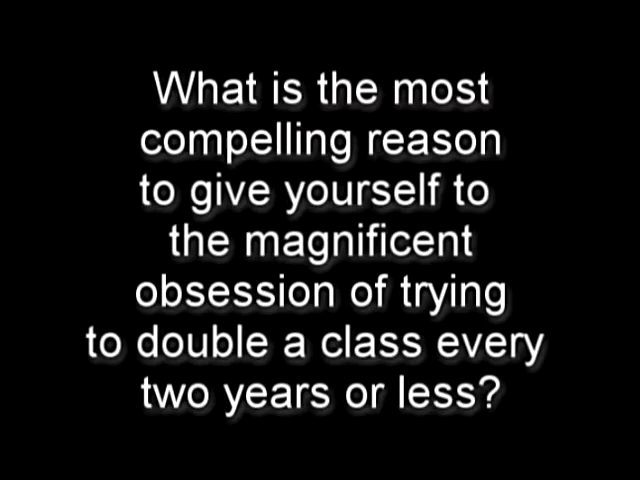 What is the most
compelling reason
to give yourself to
the magnificent
obsession of trying
to double a class every
two years or less?